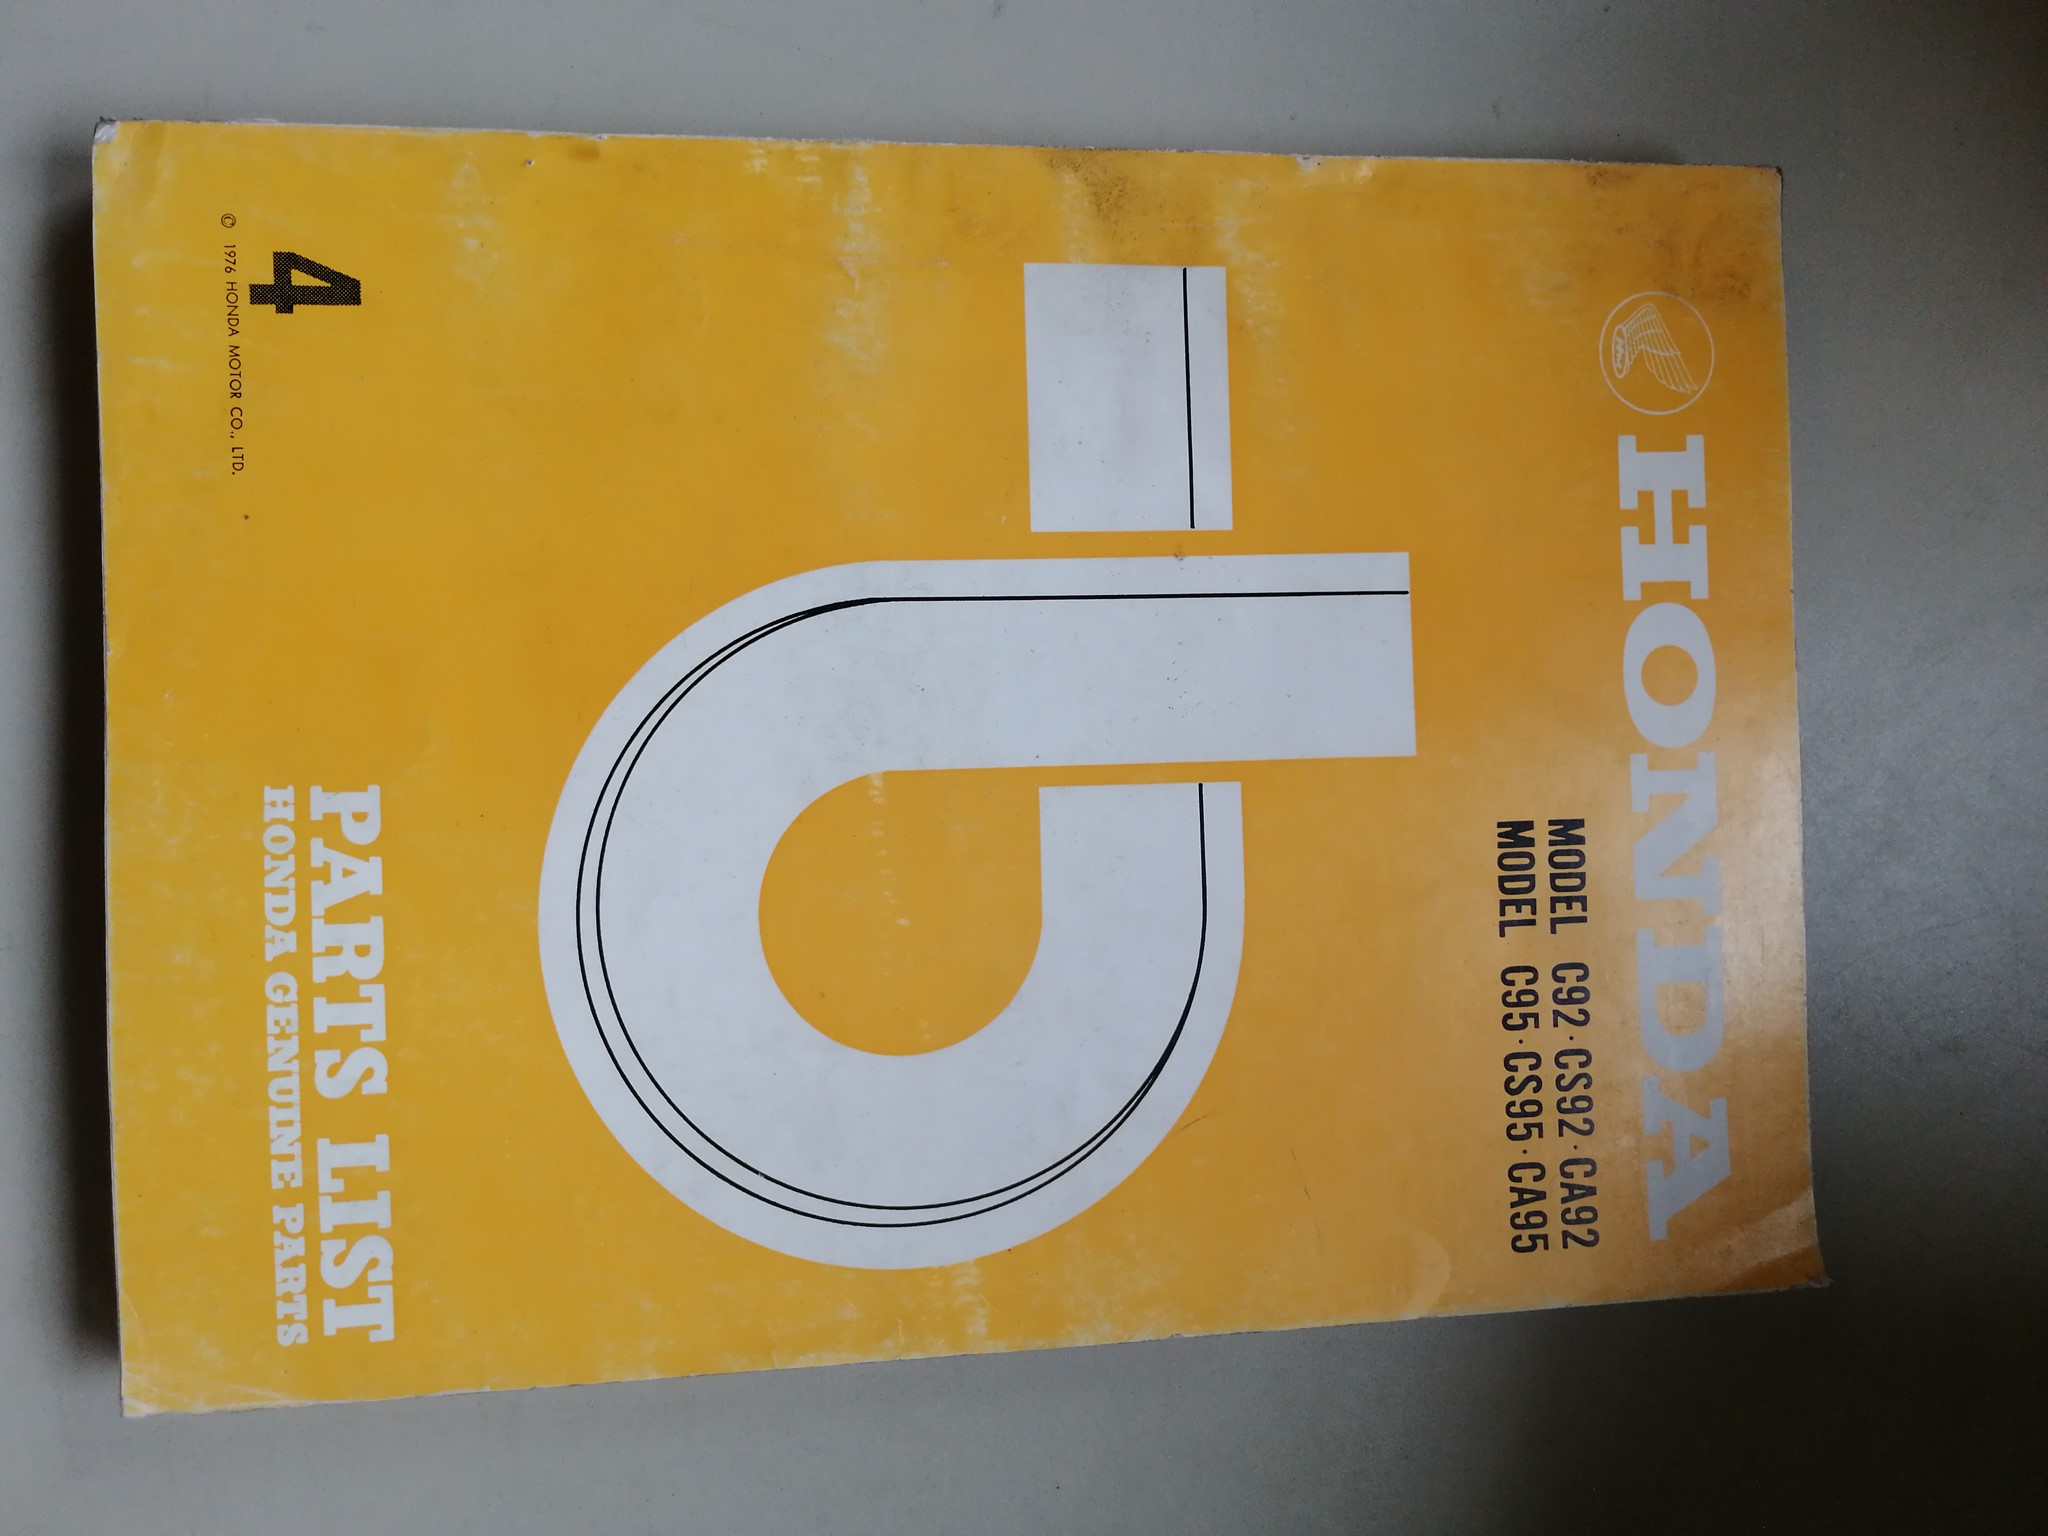 HONDA
MODEL C92·CS92·CA92
MODEL C95·CS95·CA95
PARTS LIST
HONDA GENUINE PARTS
4
© 1976 HONDA MOTOR CO., LTD.